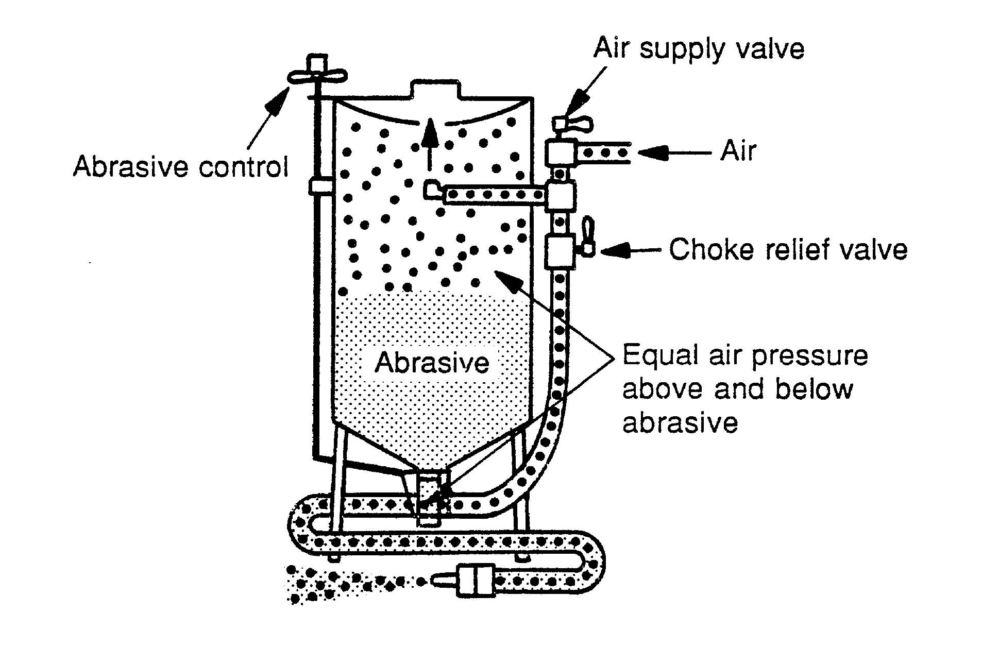 Air supply valve
Air
Abrasive control
Choke relief valve
Abrasive
Equal air pressure
above and below
abrasive